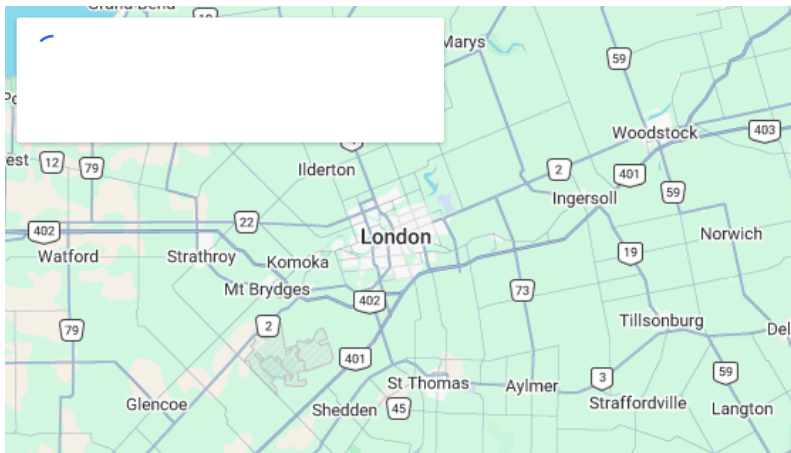 Grand Bend
Marys
59
Woodstock
403
est
12
79
Ilderton
2
401
59
Ingersoll
22
402
London
Norwich
Watford
Strathroy
Komoka
19
Mt Brydges
402
73
79
2
Tillsonburg
Del
401
St Thomas
Aylmer
3
59
Glencoe
Shedden
45
Straffordville
Langton